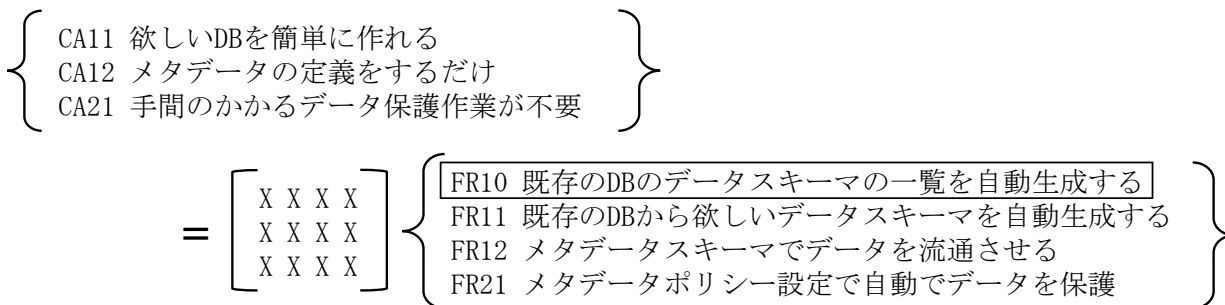 CA11 欲しいDBを簡単に作れる
CA12 メタデータの定義をするだけ
CA21 手間のかかるデータ保護作業が不要
FR10 既存のDBのデータスキーマの一覧を自動生成する
X X X X
FR11 既存のDBから欲しいデータスキーマを自動生成する
= X X X X
FR12 メタデータスキーマでデータを流通させる
X X X X
FR21 メタデータポリシー設定で自動でデータを保護